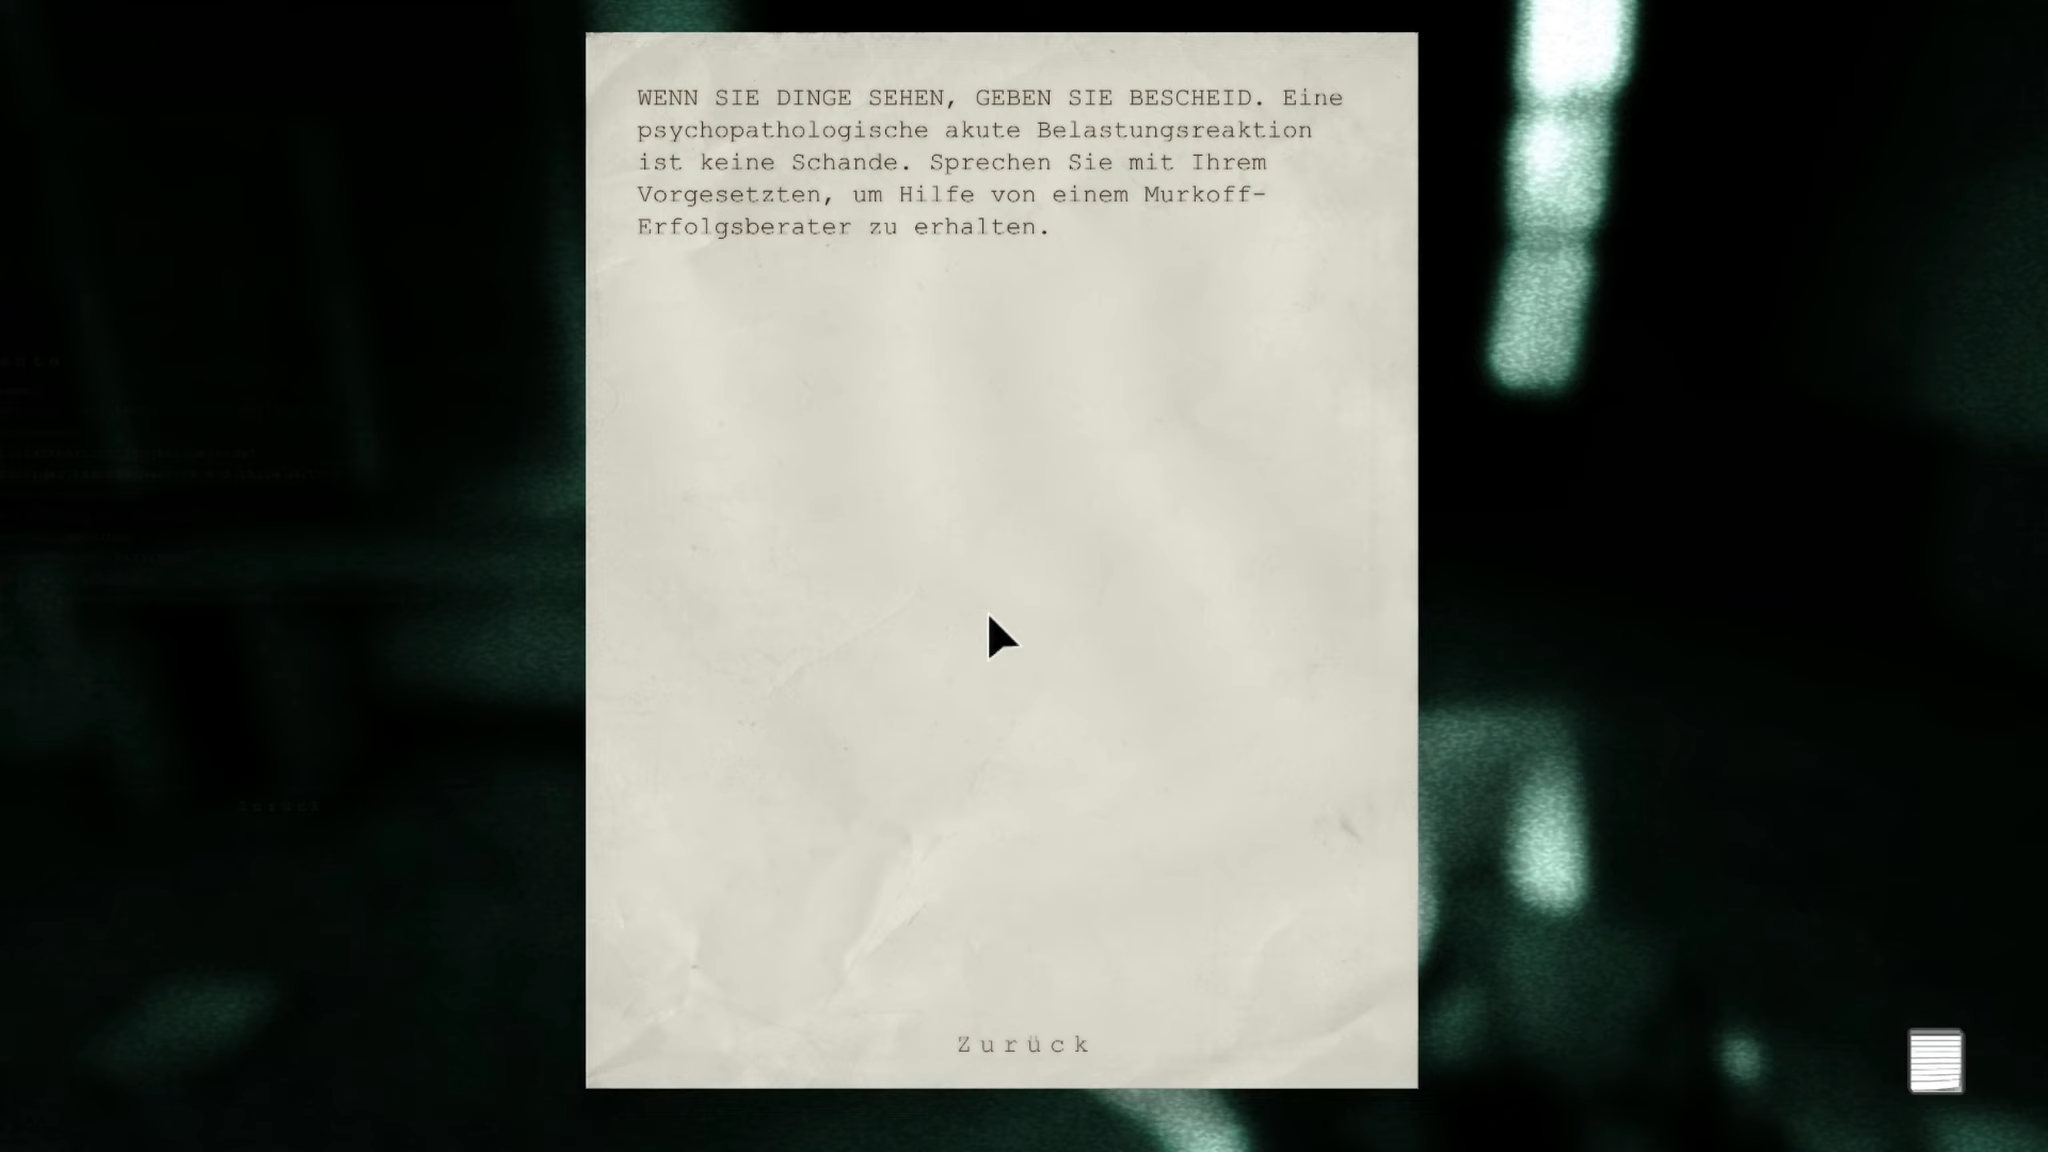 WENN SIE DINGE SEHEN, GEBEN SIE BESCHEID. Eine
psychopathologische akute Belastungsreaktion
ist keine Schande. Sprechen Sie mit Ihrem
Vorgesetzten, um Hilfe von einem Murkoff-
Erfolgsberater zu erhalten.
Zurück